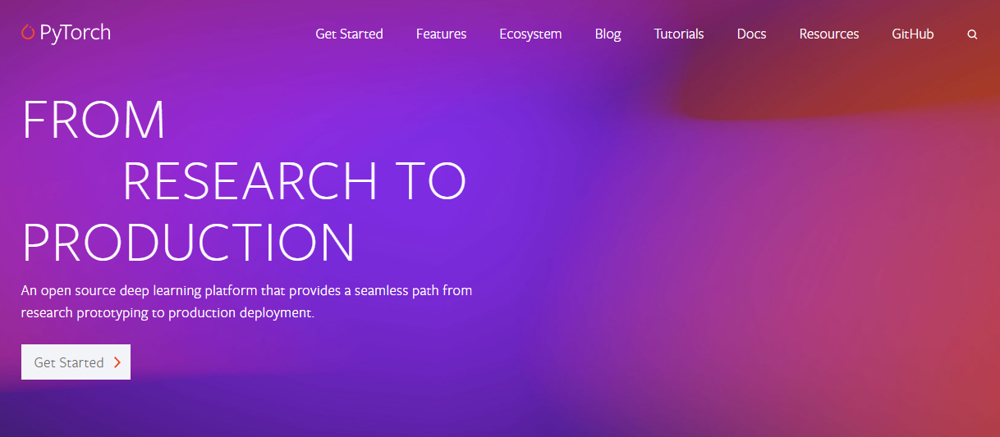 PyTorch
Get Started Features Ecosystem Blog Tutorials Docs Resources GitHub
FROM
RESEARCH TO
PRODUCTION
An open source deep learning platform that provides a seamless path from
research prototyping to production deployment.
Get Started